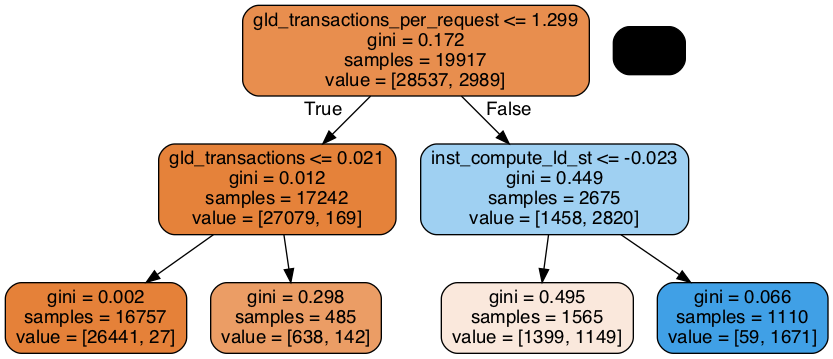 gld_transactions_per_request <= 1.299
gini = 0.172
samples = 19917
value = [28537, 2989]
True
False
gld_transactions <= 0.021
gini = 0.012
samples = 17242
value = [27079, 169]
inst_compute_ld_st <= -0.023
gini = 0.449
samples = 2675
value = [1458, 2820]
gini = 0.002
samples = 16757
value = [26441, 27]
gini = 0.298
samples = 485
value = [638, 142]
gini = 0.495
samples = 1565
value = [1399, 1149]
gini = 0.066
samples = 1110
value = [59, 1671]